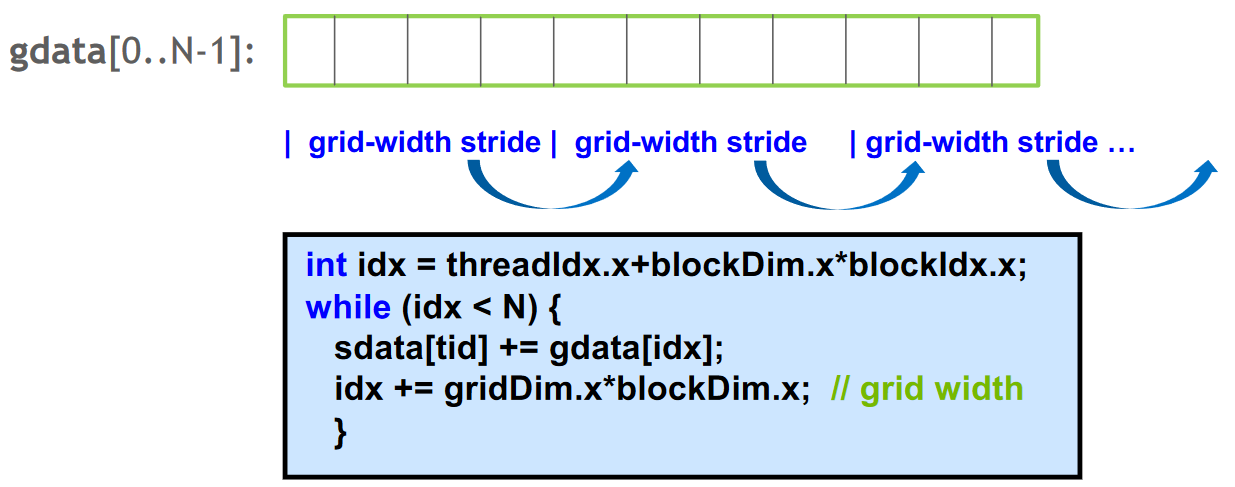 gdata[0..N-1]:
| grid-width stride | grid-width stride | grid-width stride …
int idx = threadIdx.x+blockDim.x*blockIdx.x;
while (idx < N) {
sdata[tid] += gdata[idx];
idx += gridDim.x*blockDim.x; // grid width
}